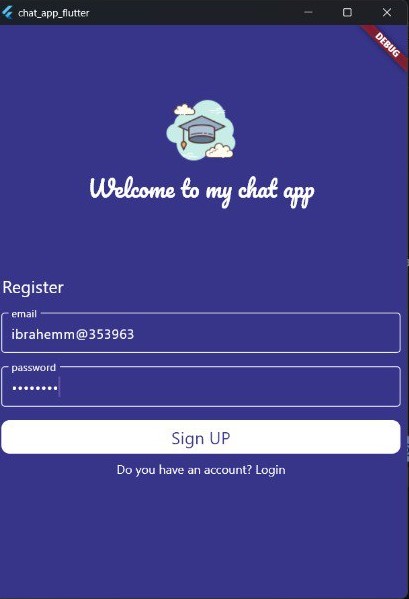 chat_app_flutter
DEBUG
Welcome to my chat app
Register
email
ibrahemm@353963
password
••••••••
Sign UP
Do you have an account? Login